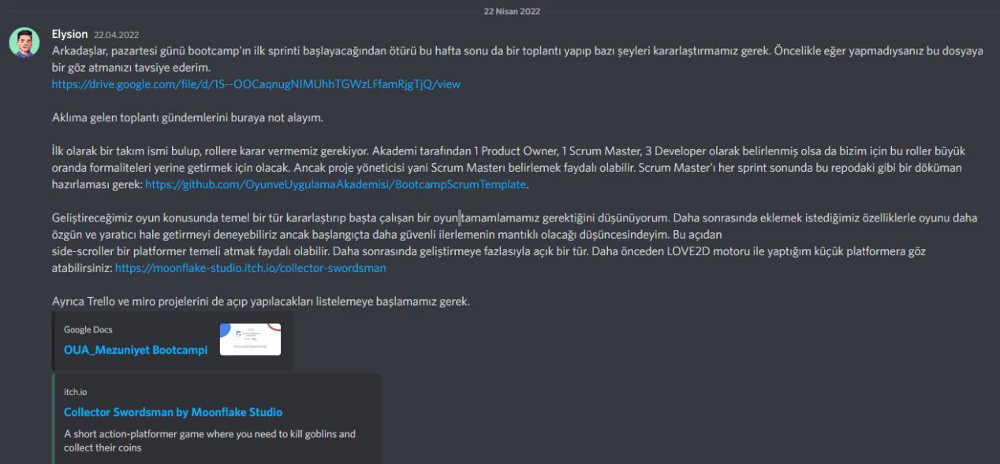 22 Nisan 2022
Elysion 22.04.2022
Arkadaşlar, pazartesi günü bootcamp'ın ilk sprinti başlayacağından ötürü bu hafta sonu da bir toplantı yapıp bazı şeyleri kararlaştırmamız gerek. Öncelikle eğer yapmadıysanız bu dosyaya
bir göz atmanızı tavsiye ederim.
https://drive.google.com/file/d/1S--OOCaqnugNIMUhhTGWzLFfamRjgTjQ/view
Aklıma gelen toplantı gündemlerini buraya not alayım.
İlk olarak bir takım ismi bulup, rollere karar vermemiz gerekiyor. Akademi tarafından 1 Product Owner, 1 Scrum Master, 3 Developer olarak belirlenmiş olsa da bizim için bu roller büyük
oranda formaliteleri yerine getirmek için olacak. Ancak proje yöneticisi yani Scrum Masterı belirlemek faydalı olabilir. Scrum Master'ı her sprint sonunda bu repodaki gibi bir döküman
hazırlaması gerek: https://github.com/OyunveUygulamaAkademisi/BootcampScrumTemplate.
Geliştireceğimiz oyun konusunda temel bir tür kararlaştırıp başta çalışan bir oyun tamamlamamız gerektiğini düşünüyorum. Daha sonrasında eklemek istediğimiz özelliklerle oyunu daha
özgün ve yaratıcı hale getirmeyi deneyebiliriz ancak başlangıçta daha güvenli ilerlemenin mantıklı olacağı düşüncesindeyim. Bu açıdan
side-scroller bir platformer temeli atmak faydalı olabilir. Daha sonrasında geliştirmeye fazlasıyla açık bir tür. Daha önceden LOVE2D motoru ile yaptığım küçük platformera göz
atabilirsiniz: https://moonflake-studio.itch.io/collector-swordsman
Ayrıca Trello ve miro projelerini de açıp yapılacakları listelemeye başlamamız gerek.
Google Docs
OUA_Mezuniyet Bootcampi
itch.io
Collector Swordsman by Moonflake Studio
A short action-platformer game where you need to kill goblins and
collect their coins